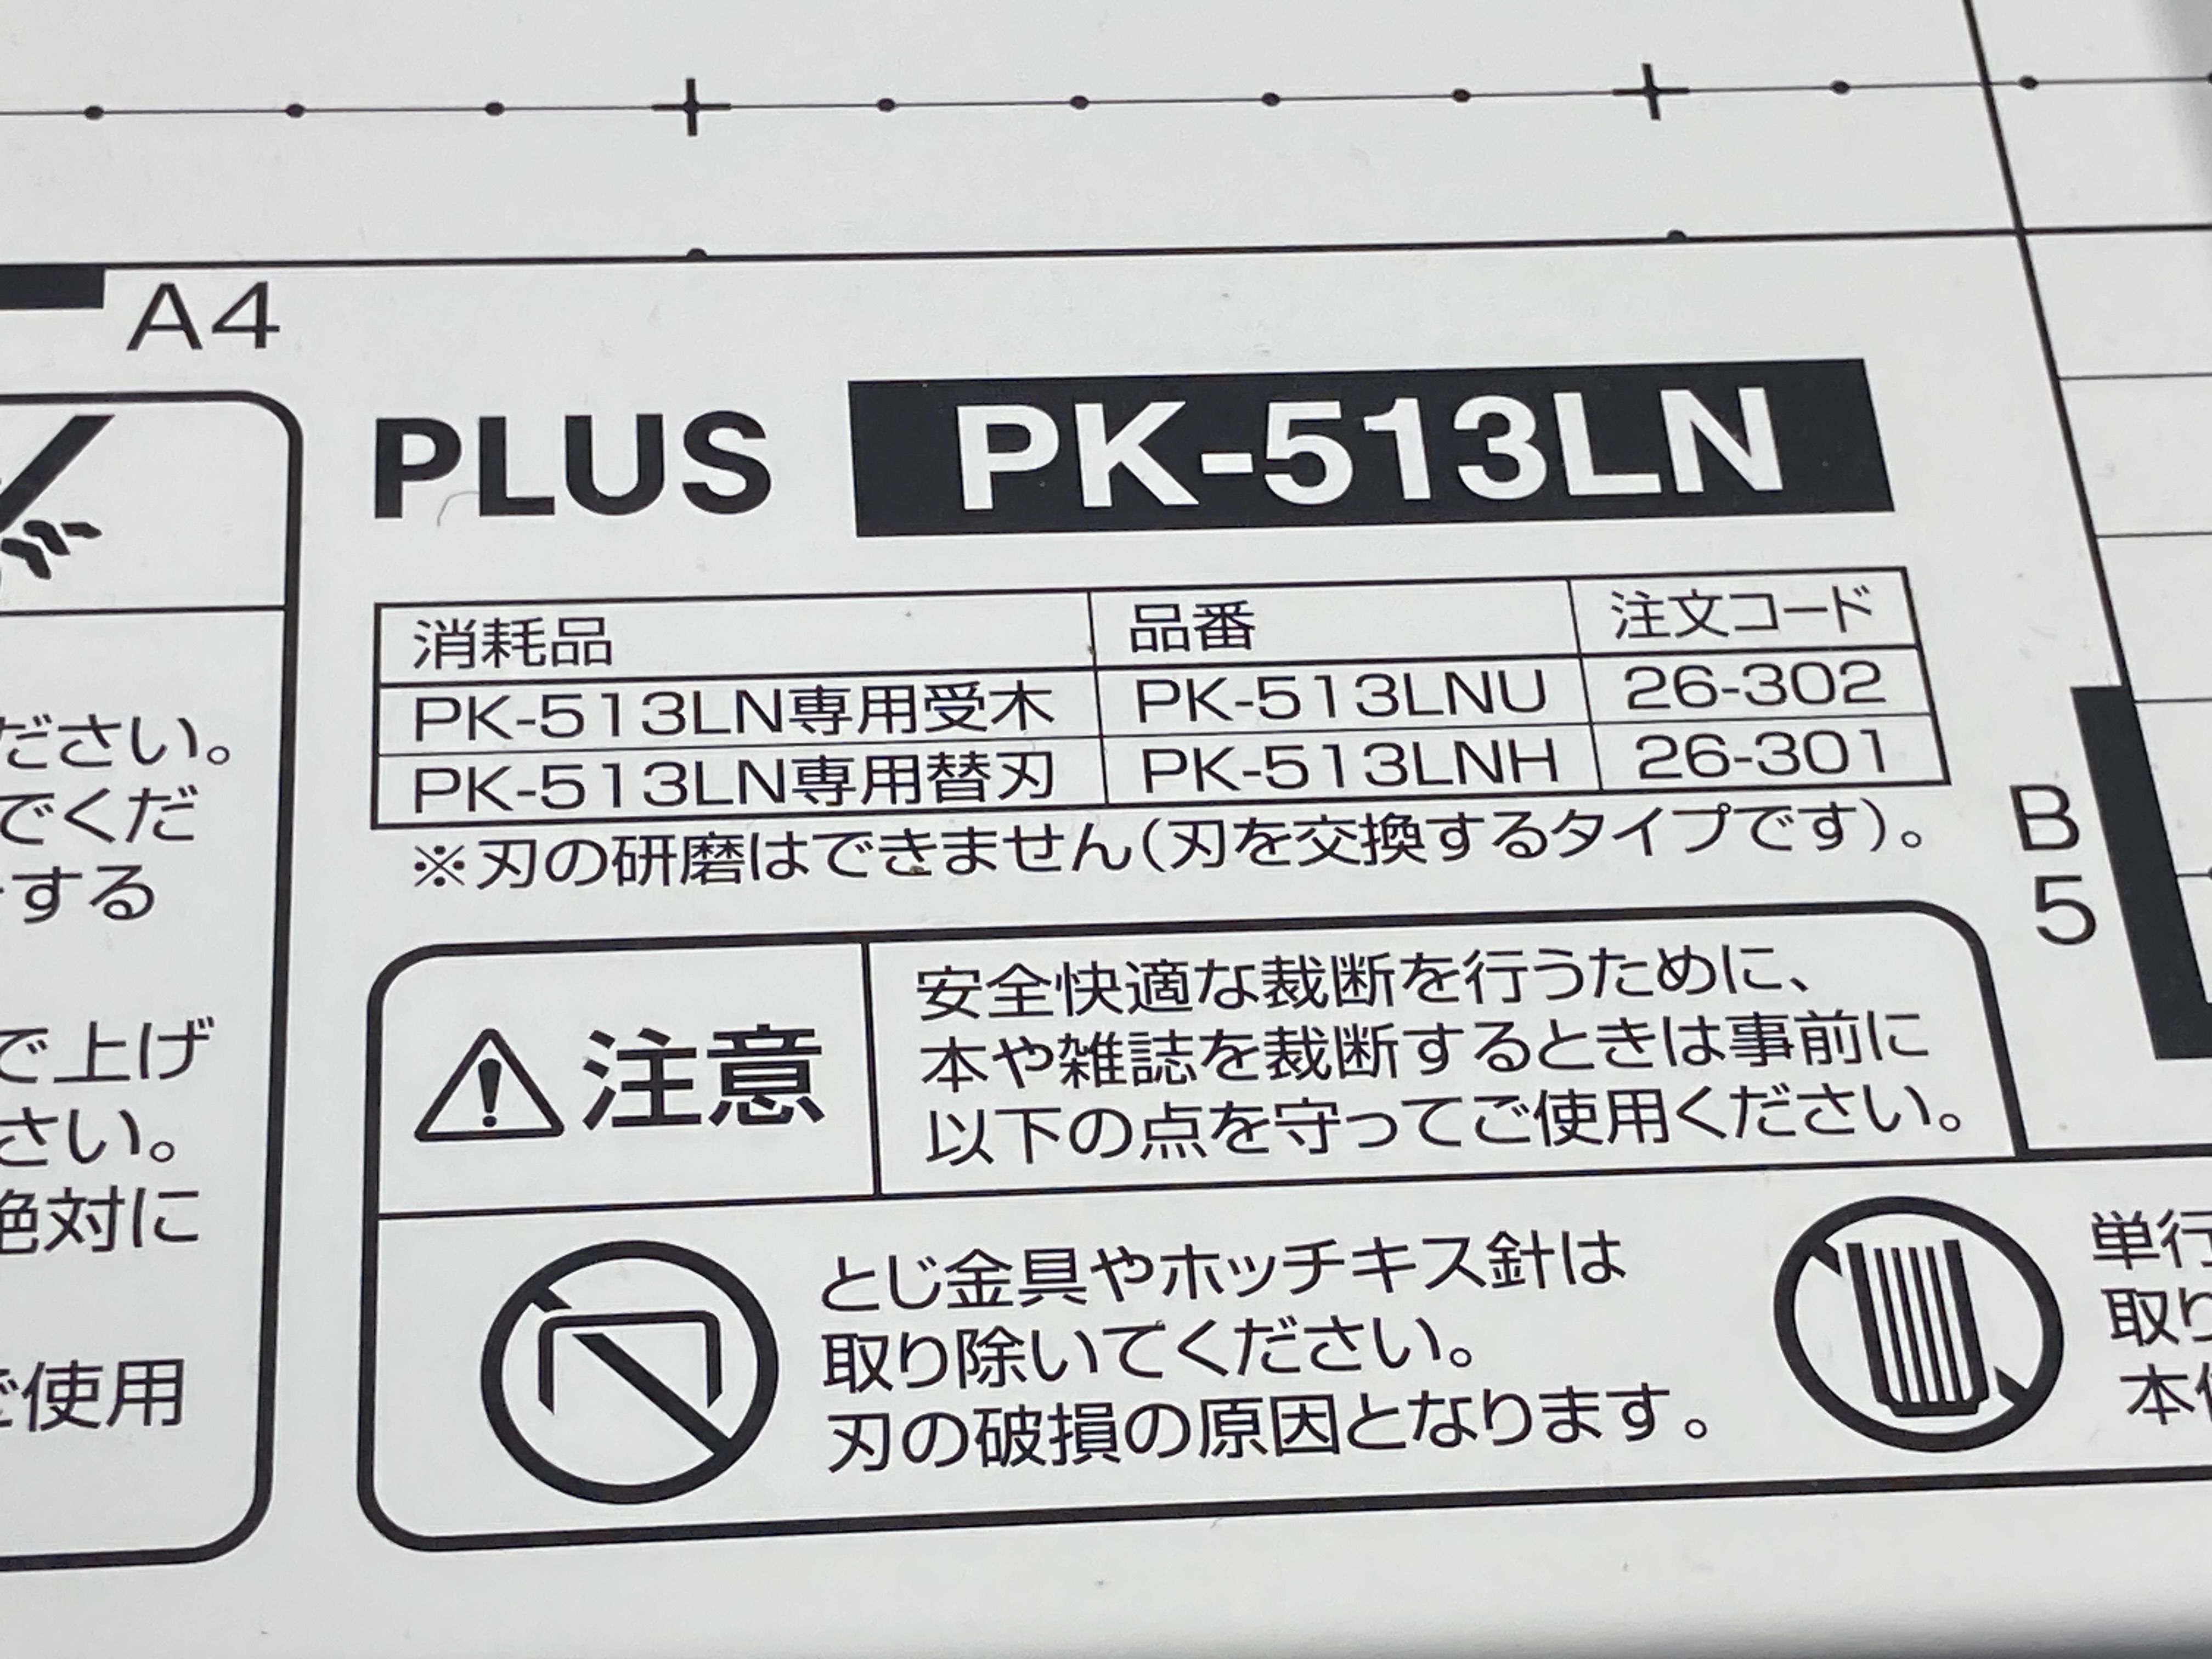 A4
PLUS PK-513LN
消耗品 品番 注文コード
PK-513LN専用受木 PK-513LNU 26-302
PK-513LN専用替刃 PK-513LNH 26-301
※刃の研磨はできません(刃を交換するタイプです)。
B
5
ださい。
でくだ
をする
で上げ
さい。
絶対に
ご使用
注意
安全快適な裁断を行うために、
本や雑誌を裁断するときは事前に
以下の点を守ってご使用ください。
とじ金具やホッチキス針は
取り除いてください。
刃の破損の原因となります。
単行
取り
本体